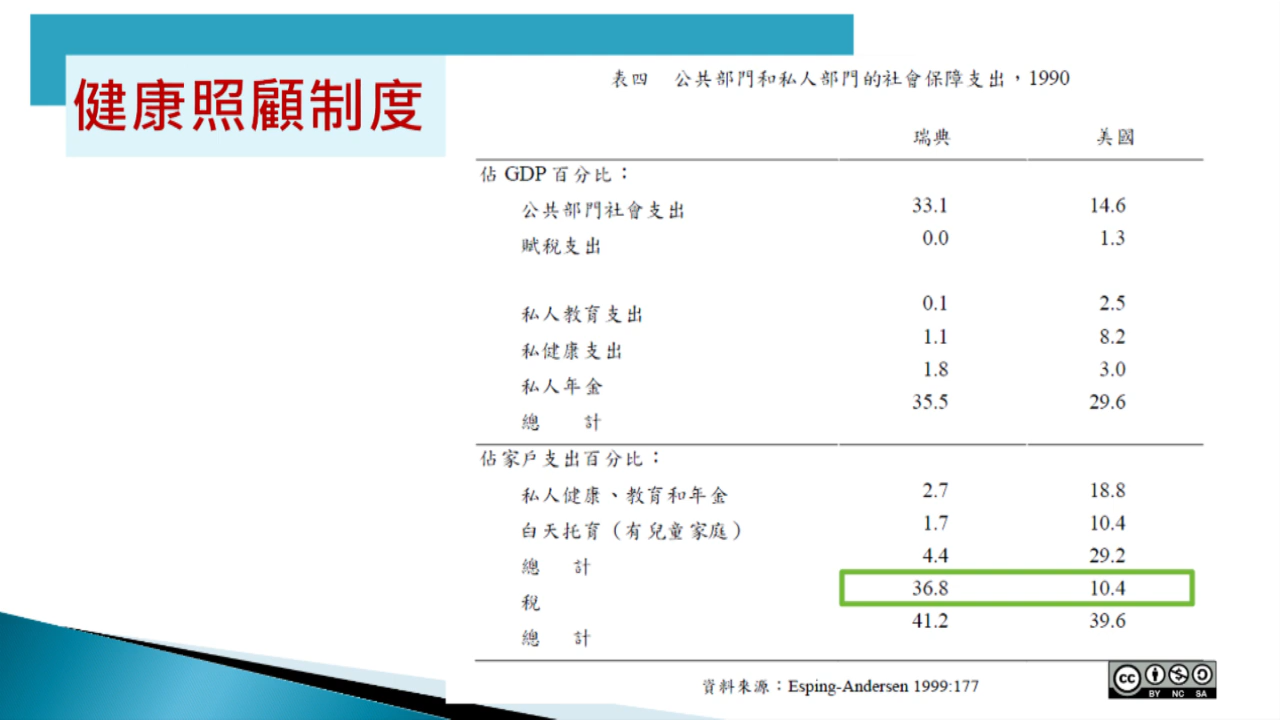 健康照顧制度
表四 公共部門和私人部門的社會保障支出，1990
瑞典 美國
佔 GDP 百分比：
公共部門社會支出 33.1 14.6
賦稅支出 0.0 1.3
私人教育支出 0.1 2.5
私健康支出 1.1 8.2
私人年金 1.8 3.0
總 計 35.5 29.6
佔家戶支出百分比：
私人健康、教育和年金 2.7 18.8
白天托育（有兒童家庭） 1.7 10.4
總 計 4.4 29.2
稅 36.8 10.4
總 計 41.2 39.6
資料來源：Esping-Andersen 1999:177
cc BY NC SA